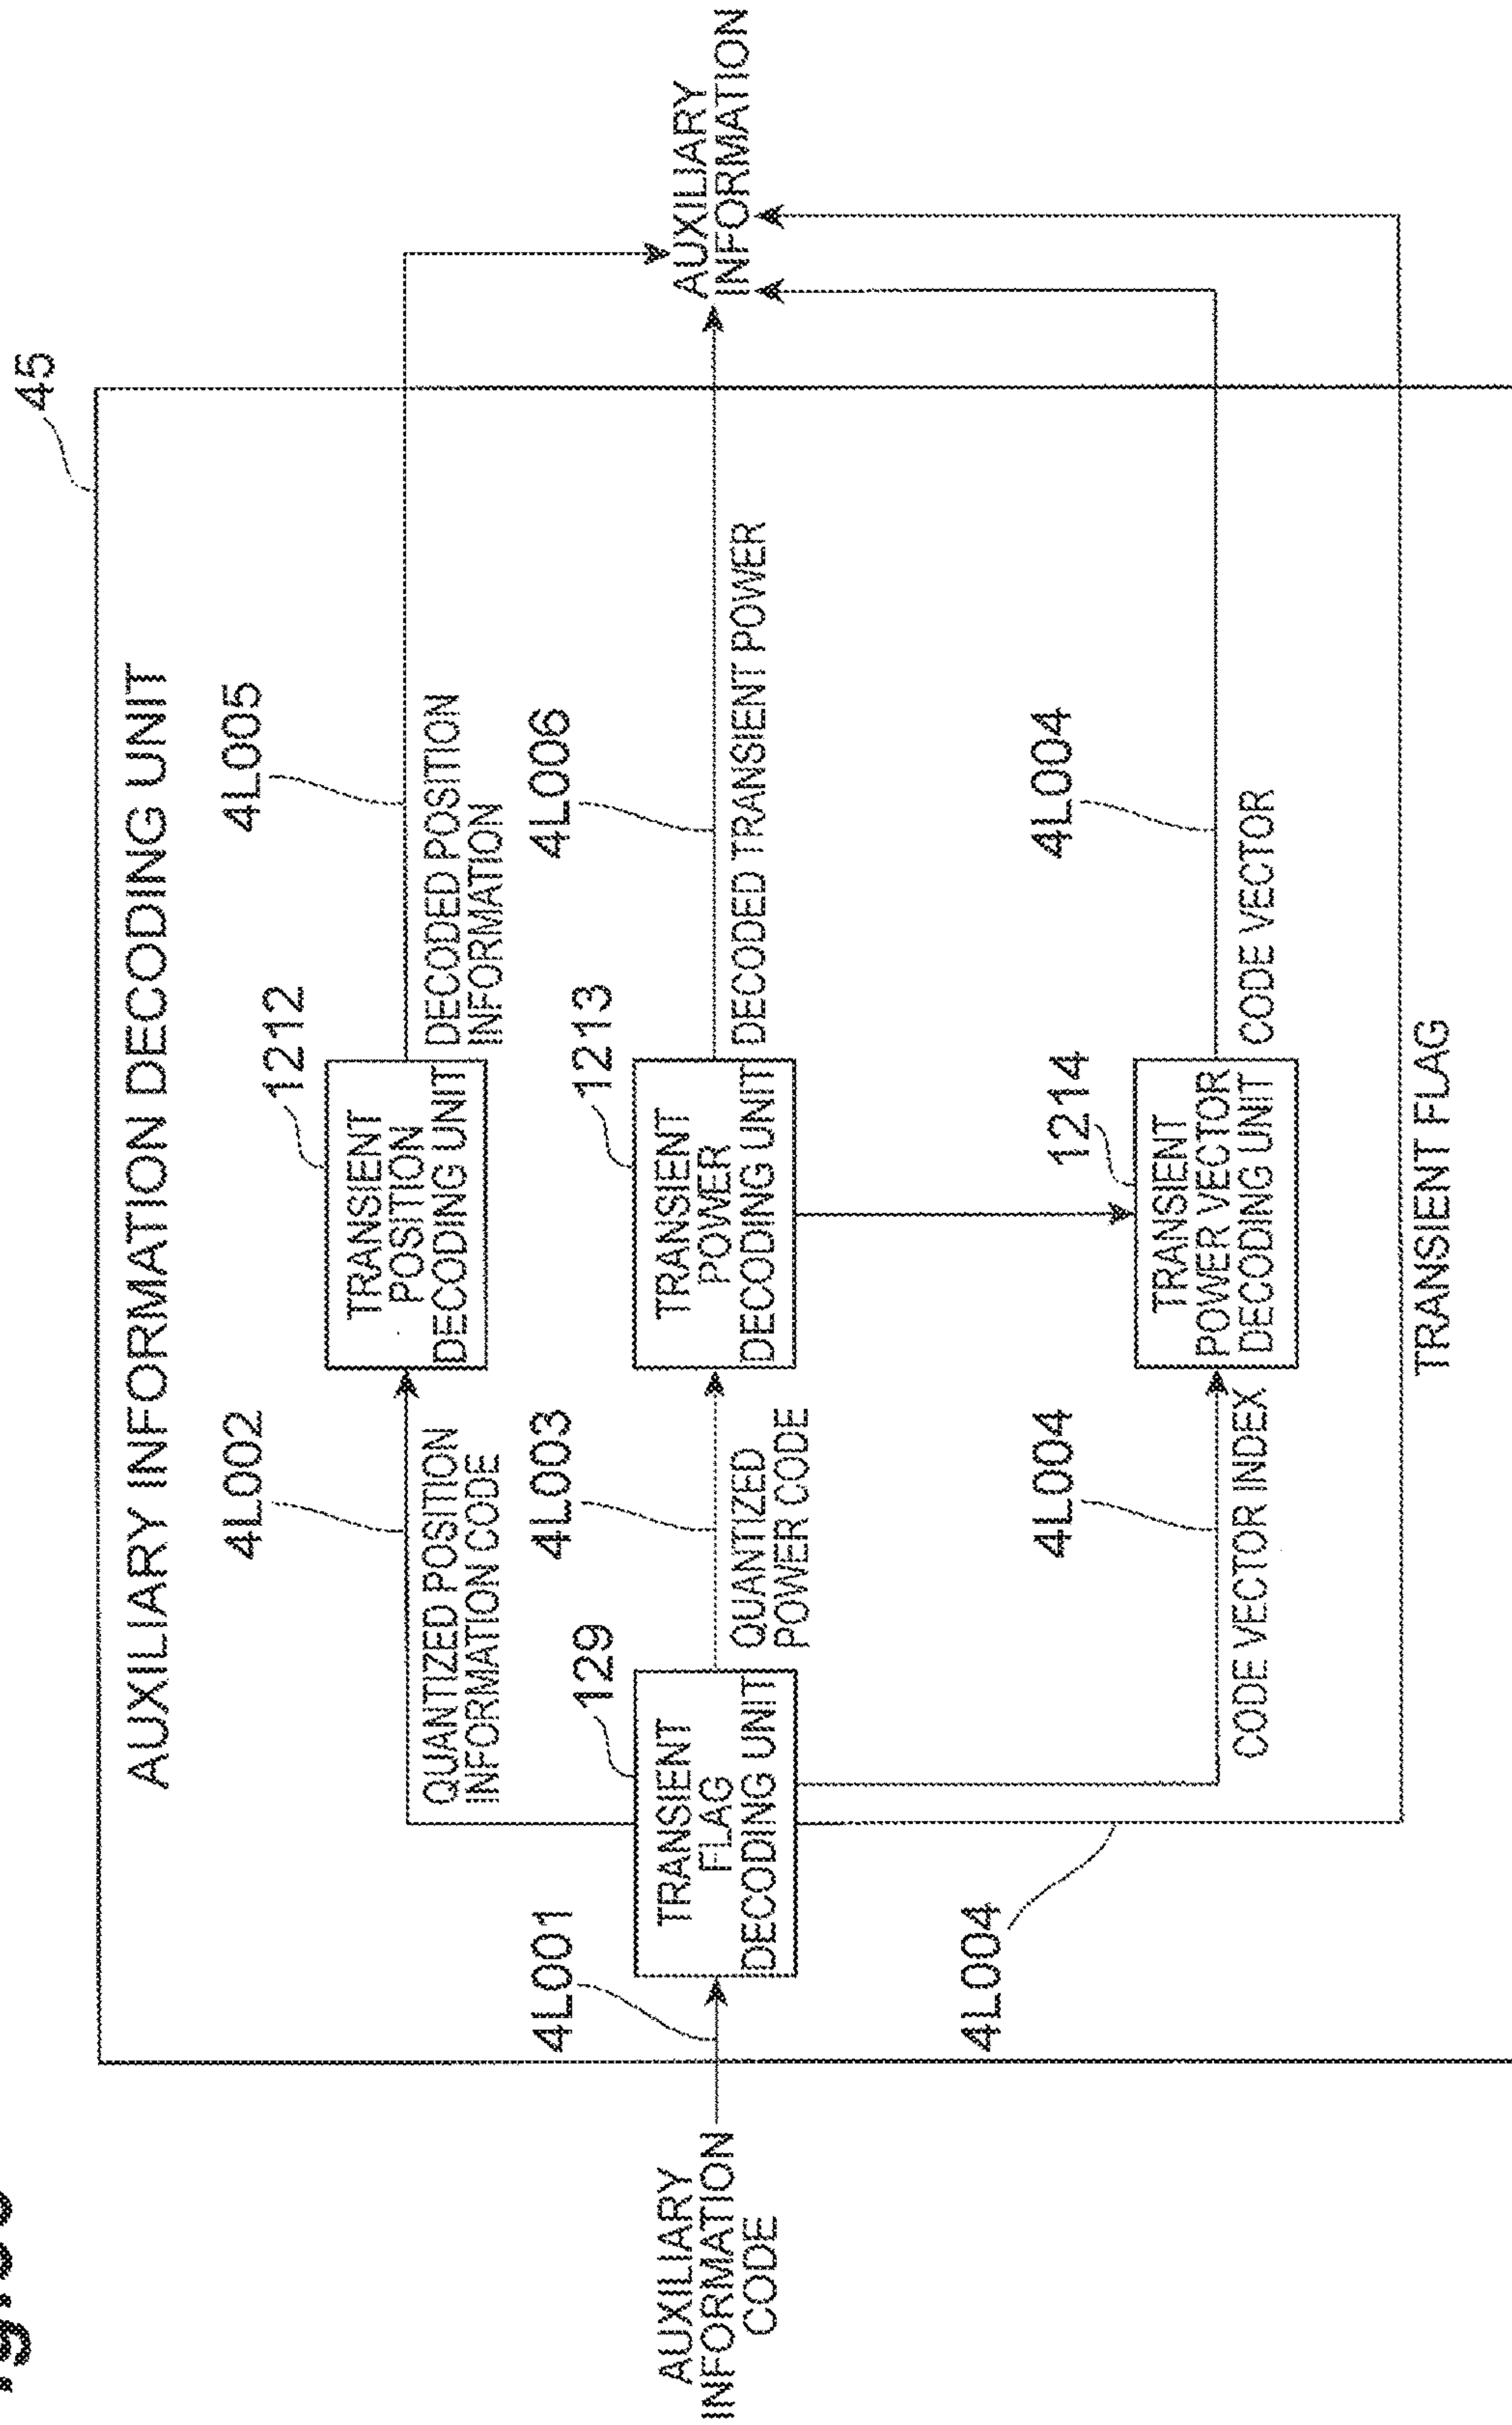 45
AUXILIARY INFORMATION DECODING UNIT
4L002
1212
4L005
QUANTIZED POSITION
INFORMATION CODE
TRANSIENT
POSITION
DECODING UNIT
DECODED POSITION
INFORMATION
4L001
129
4L003
1213
4L006
AUXILIARY
INFORMATION
CODE
TRANSIENT
FLAG
DECODING UNIT
QUANTIZED
POWER CODE
TRANSIENT
POWER
DECODING UNIT
DECODED TRANSIENT POWER
AUXILIARY
INFORMATION
4L004
4L004
1214
4L004
CODE VECTOR INDEX
TRANSIENT
POWER VECTOR
DECODING UNIT
CODE VECTOR
TRANSIENT FLAG